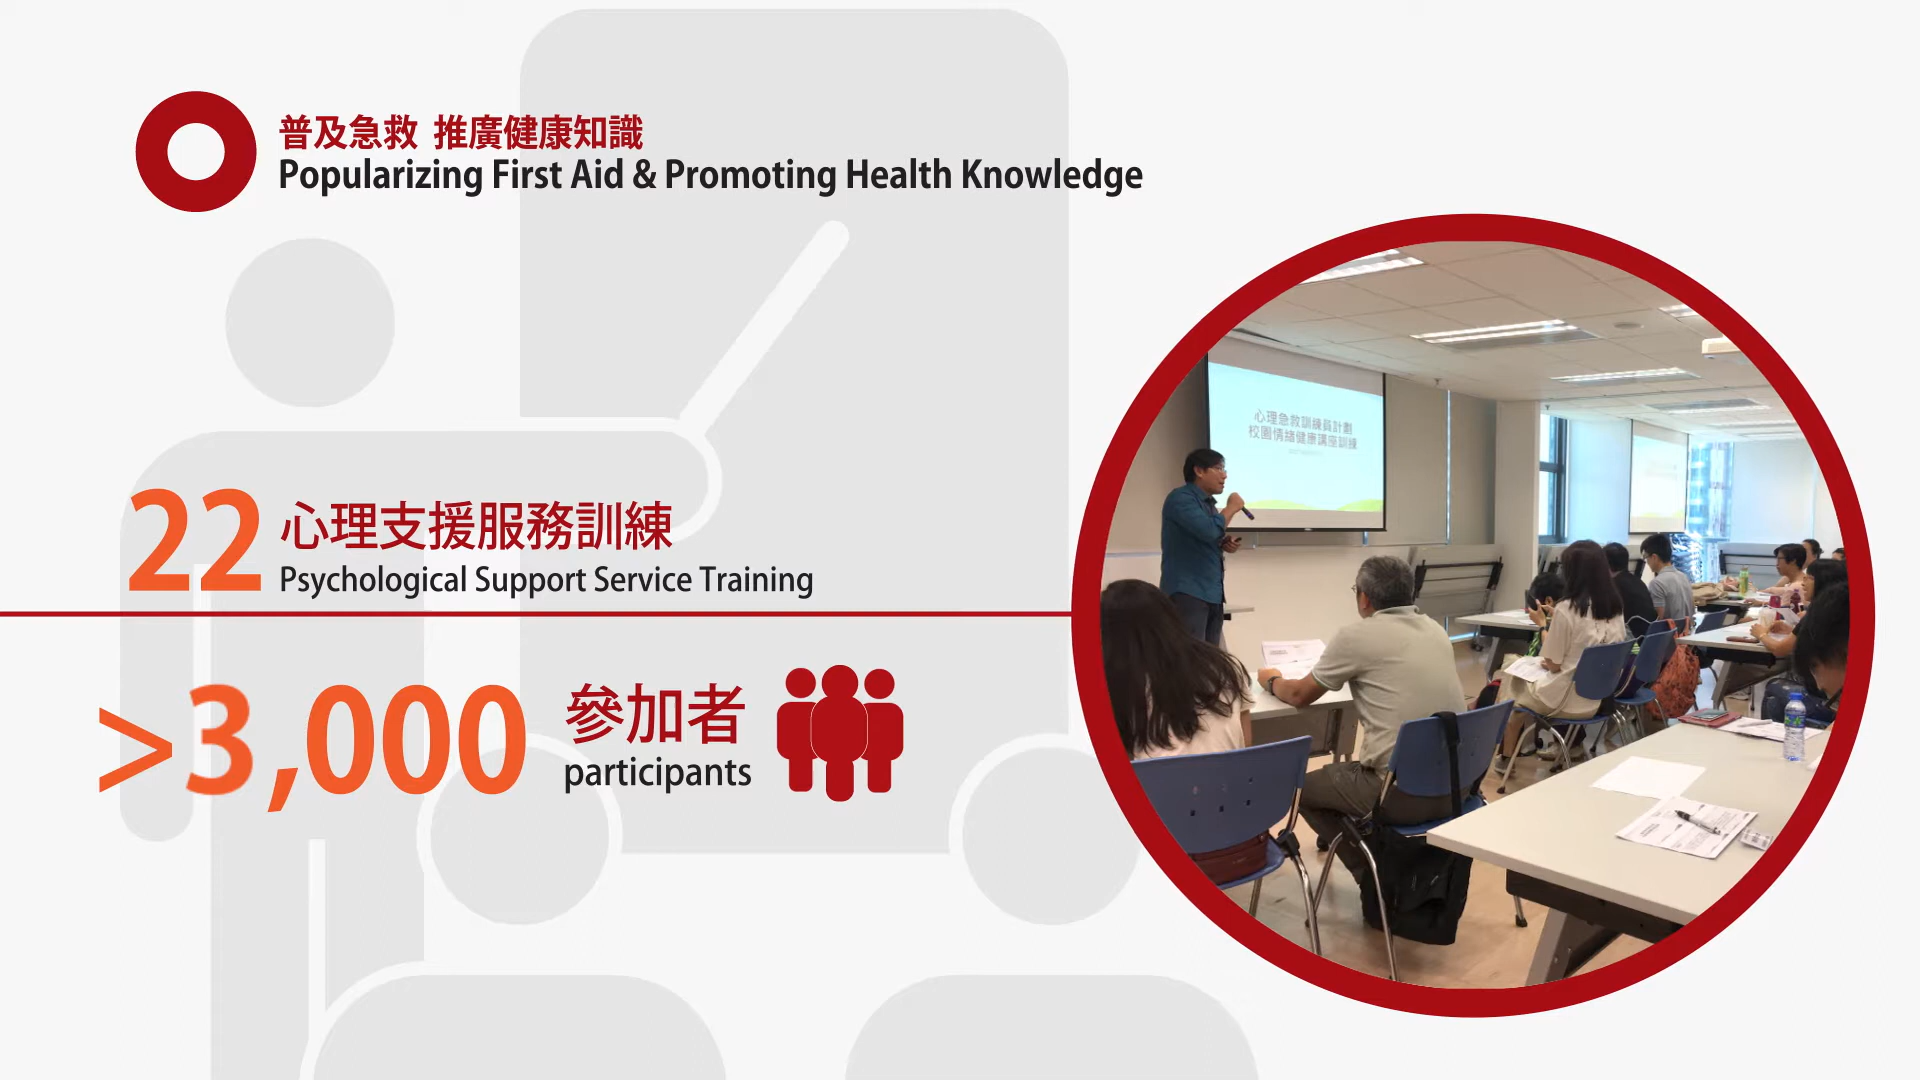 普及急救 推廣健康知識
Popularizing First Aid & Promoting Health Knowledge
22 心理支援服務訓練
Psychological Support Service Training
>3,000 參加者
participants
心理急救訓練員計劃
校園情緒健康講座訓練